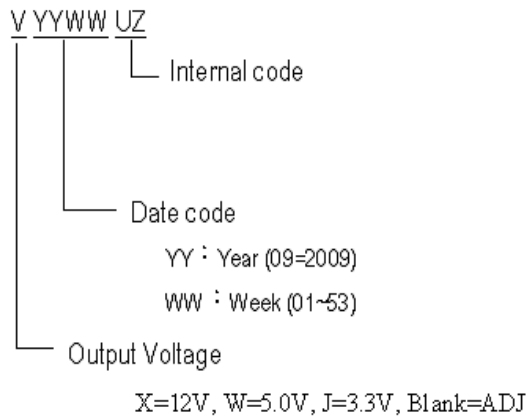 V YYWW UZ
Internal code
Date code
YY : Year (09=2009)
WW : Week (01~53)
Output Voltage
X=12V, W=5.0V, J=3.3V, Blank=ADJ